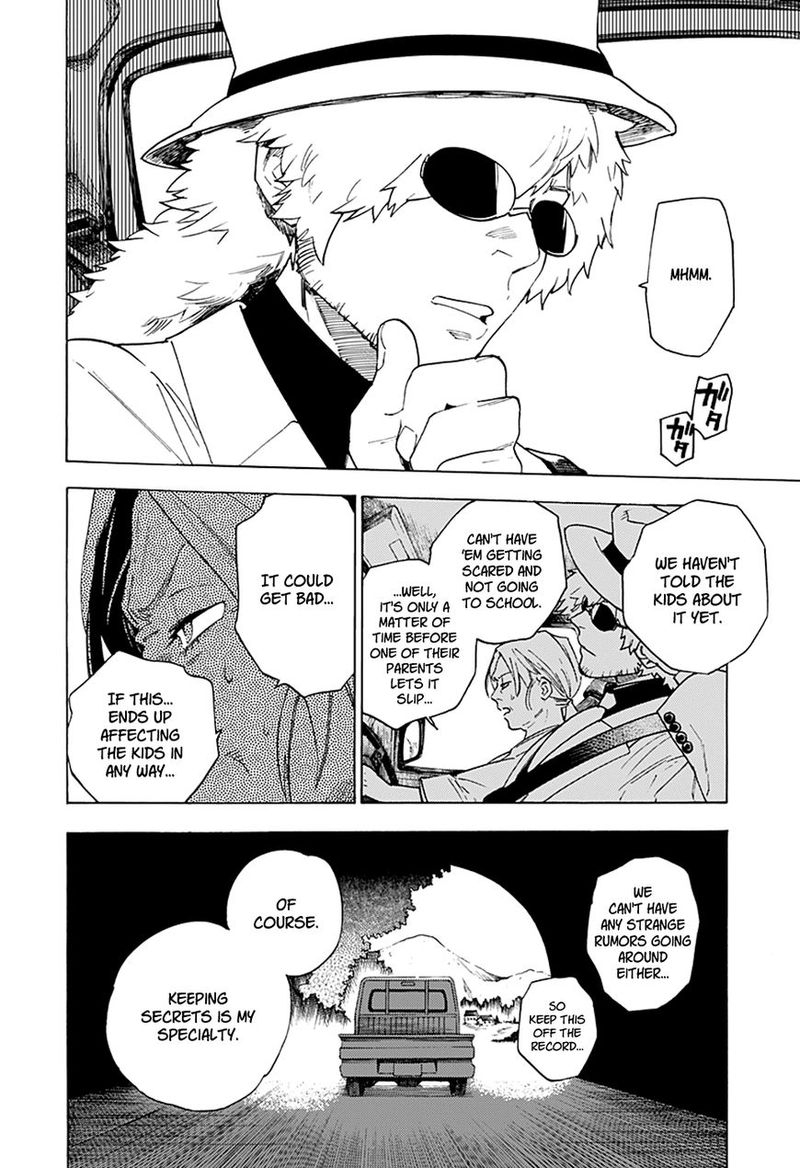 MHMM.
ガタ
ガタ
WE HAVEN'T
TOLD THE
KIDS ABOUT
IT YET.
CAN'T HAVE
'EM GETTING
SCARED AND
NOT GOING
TO SCHOOL.
...WELL,
IT'S ONLY A
MATTER OF
TIME BEFORE
ONE OF THEIR
PARENTS
LETS IT
SLIP...
IT COULD
GET BAD...
IF THIS...
ENDS UP
AFFECTING
THE KIDS IN
ANY WAY...
WE
CAN'T HAVE
ANY STRANGE
RUMORS GOING
AROUND
EITHER...
SO
KEEP THIS
OFF THE
RECORD...
OF
COURSE.
KEEPING
SECRETS IS MY
SPECIALTY.